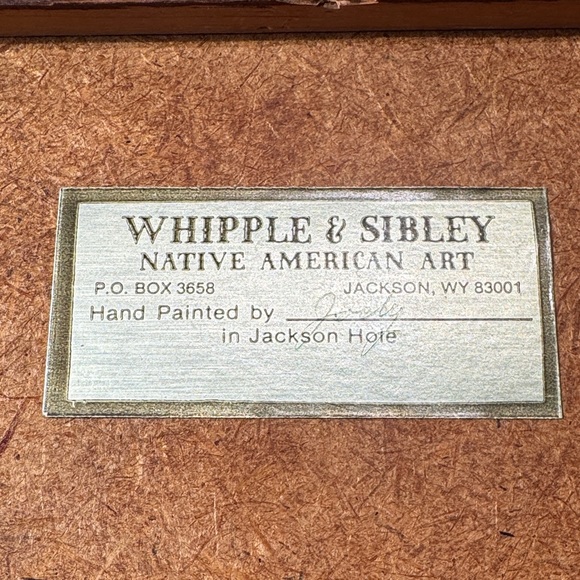 WHIPPLE & SIBLEY
NATIVE AMERICAN ART
P.O. BOX 3658 JACKSON, WY 83001
Hand Painted by
in Jackson Hole